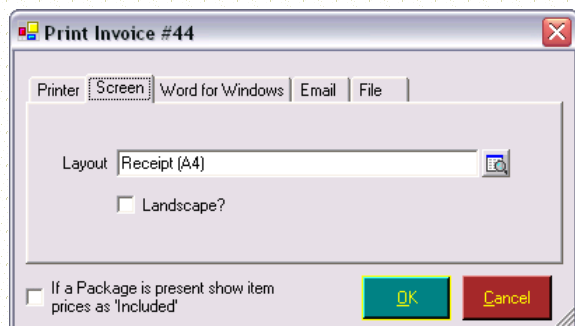 Print Invoice #44
Printer Screen Word for Windows Email File
Layout Receipt (A4)
Landscape?
If a Package is present show item
prices as 'Included'
OK Cancel